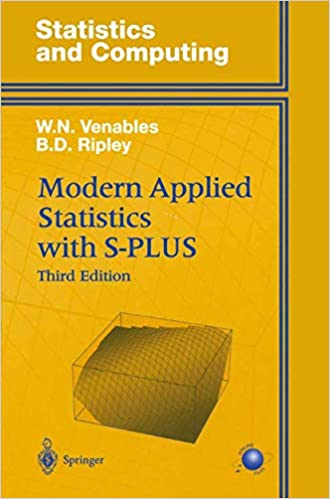 Statistics and Computing
W.N. Venables
B.D. Ripley
Modern Applied
Statistics
with S-PLUS
Third Edition
Springer